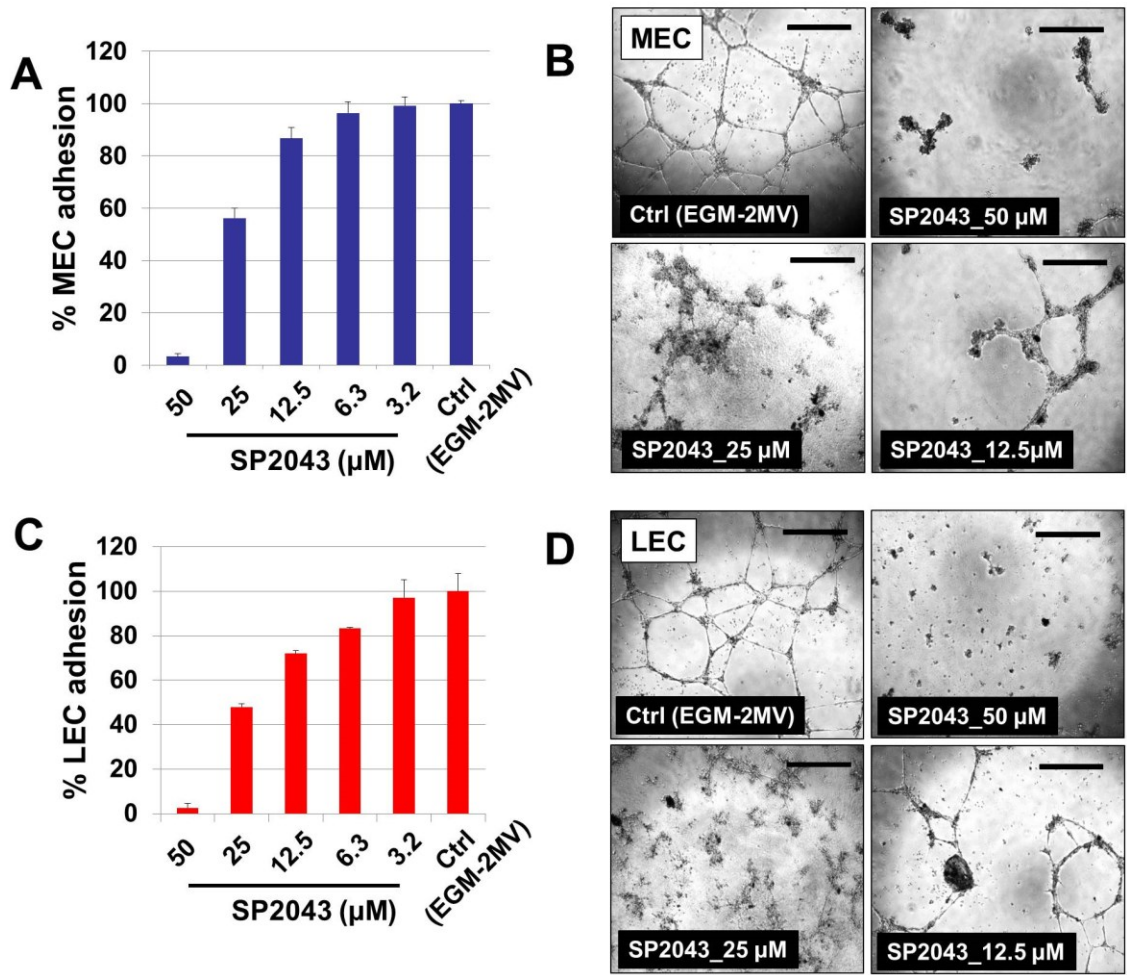 A
% MEC adhesion
120
100
80
60
40
20
0
50
25
12.5
6.3
3.2
Ctrl
(EGM-2MV)
SP2043 (µM)
B
MEC
Ctrl (EGM-2MV)
SP2043_50 µM
SP2043_25 µM
SP2043_12.5µM
C
% LEC adhesion
120
100
80
60
40
20
0
50
25
12.5
6.3
3.2
Ctrl
(EGM-2MV)
SP2043 (µM)
D
LEC
Ctrl (EGM-2MV)
SP2043_50 µM
SP2043_25 µM
SP2043_12.5 µM